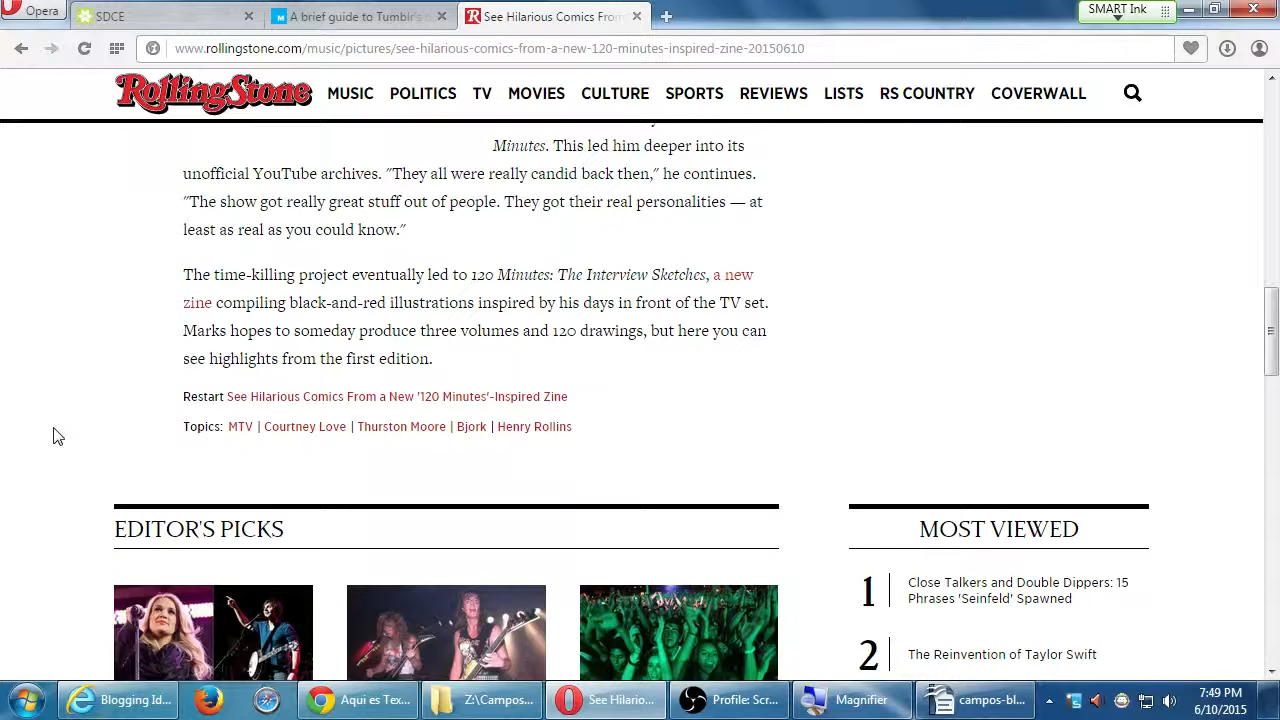 Opera
SDCE
A brief guide to Tumblr's
See Hilarious Comics From
SMART Ink
www.rollingstone.com/music/pictures/see-hilarious-comics-from-a-new-120-minutes-inspired-zine-20150610
RollingStone
MUSIC POLITICS TV MOVIES CULTURE SPORTS REVIEWS LISTS RS COUNTRY COVERWALL
Minutes. This led him deeper into its
unofficial YouTube archives. "They all were really candid back then," he continues.
"The show got really great stuff out of people. They got their real personalities — at
least as real as you could know."
The time-killing project eventually led to 120 Minutes: The Interview Sketches, a new
zine compiling black-and-red illustrations inspired by his days in front of the TV set.
Marks hopes to someday produce three volumes and 120 drawings, but here you can
see highlights from the first edition.
Restart See Hilarious Comics From a New '120 Minutes'-Inspired Zine
Topics: MTV | Courtney Love | Thurston Moore | Bjork | Henry Rollins
EDITOR'S PICKS
MOST VIEWED
1
Close Talkers and Double Dippers: 15
Phrases 'Seinfeld' Spawned
2
The Reinvention of Taylor Swift
Blogging Id...
Aqui es Tex...
Z:\Campos...
See Hilario...
Profile: Scr...
Magnifier
campos-bl...
7:49 PM
6/10/2015